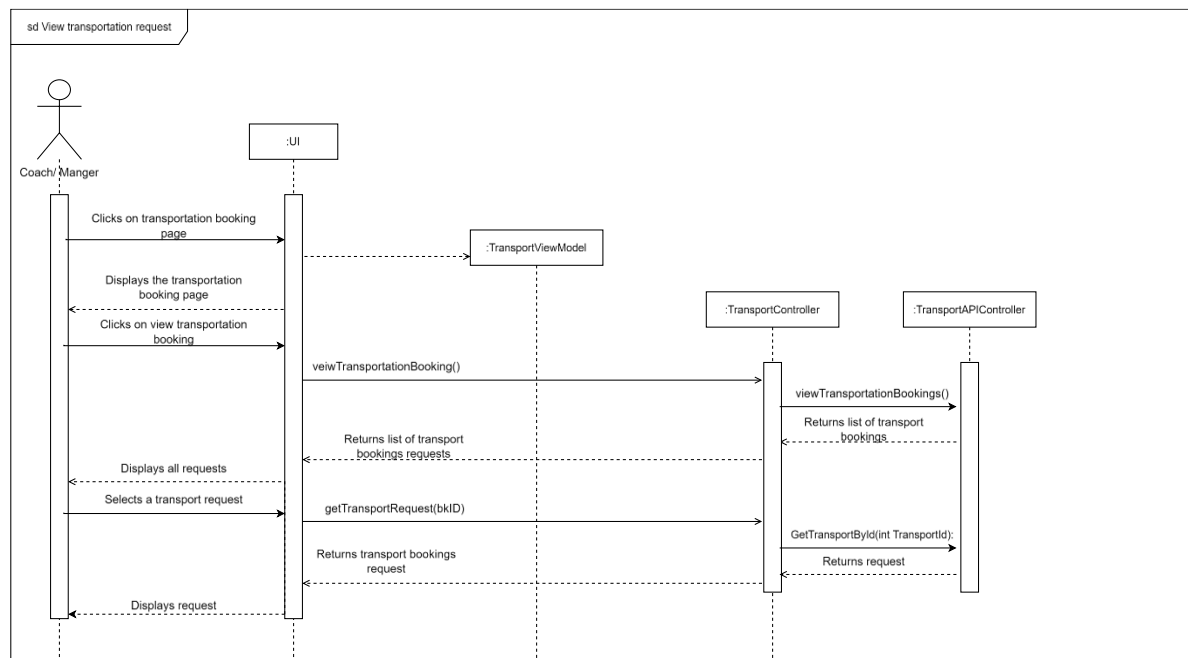 sd View transportation request
:UI
Coach/ Manger
Clicks on transportation booking
page
:TransportViewModel
Displays the transportation
booking page
:TransportController
:TransportAPIController
Clicks on view transportation
booking
veiwTransportationBooking()
viewTransportationBookings()
Returns list of transport
bookings
Returns list of transport
bookings requests
Displays all requests
Selects a transport request
getTransportRequest(bkID)
GetTransportById(int TransportId):
Returns transport bookings
request
Returns request
Displays request